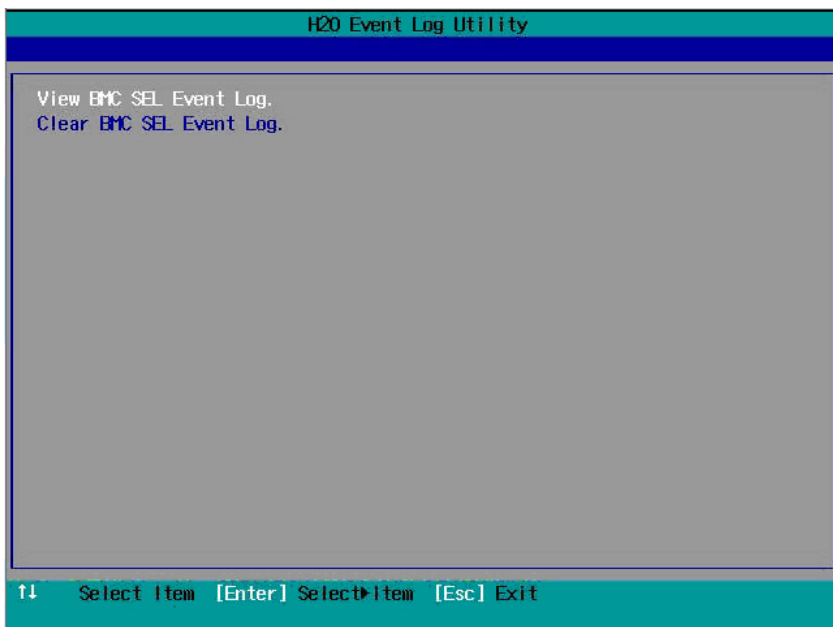 H2O Event Log Utility
View BMC SEL Event Log.
Clear BMC SEL Event Log.
↑↓ Select Item [Enter] Select▶Item [Esc] Exit